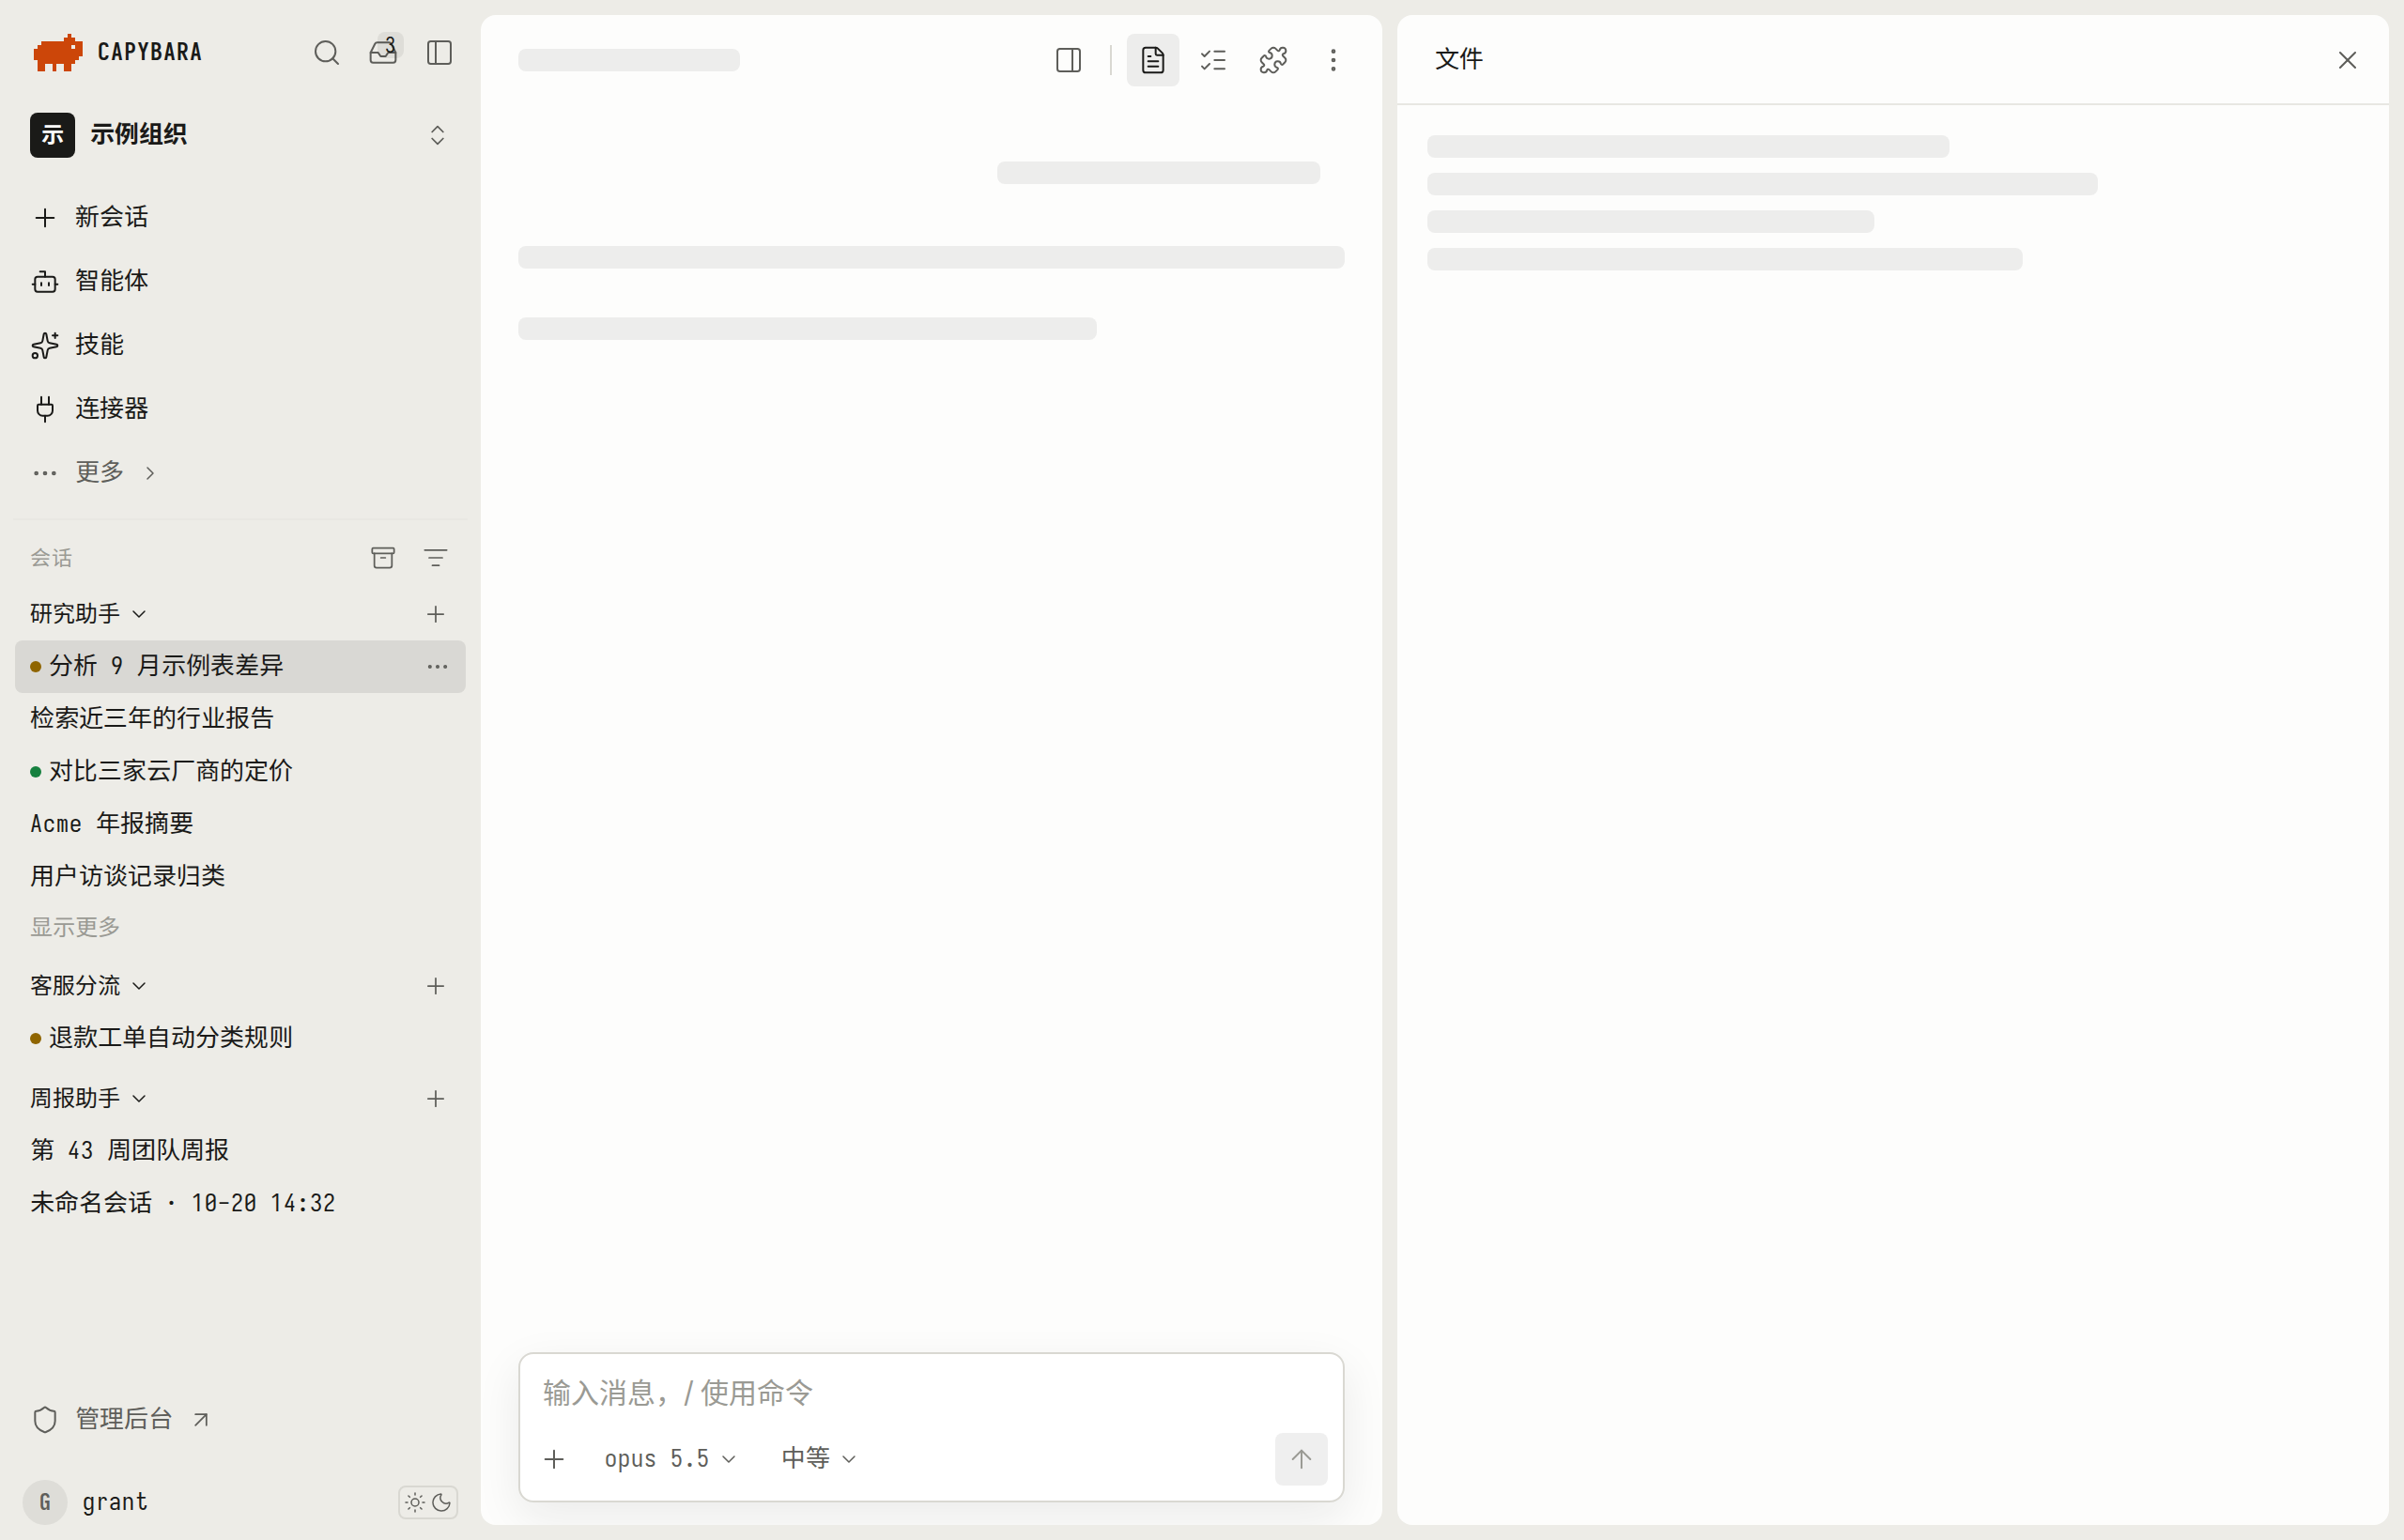 CAPYBARA
3
示 示例组织
新会话
智能体
技能
连接器
更多
会话
研究助手
分析 9 月示例表差异
检索近三年的行业报告
对比三家云厂商的定价
Acme 年报摘要
用户访谈记录归类
显示更多
客服分流
退款工单自动分类规则
周报助手
第 43 周团队周报
未命名会话 · 10-20 14:32
管理后台
G grant
输入消息，/ 使用命令
opus 5.5 中等
文件